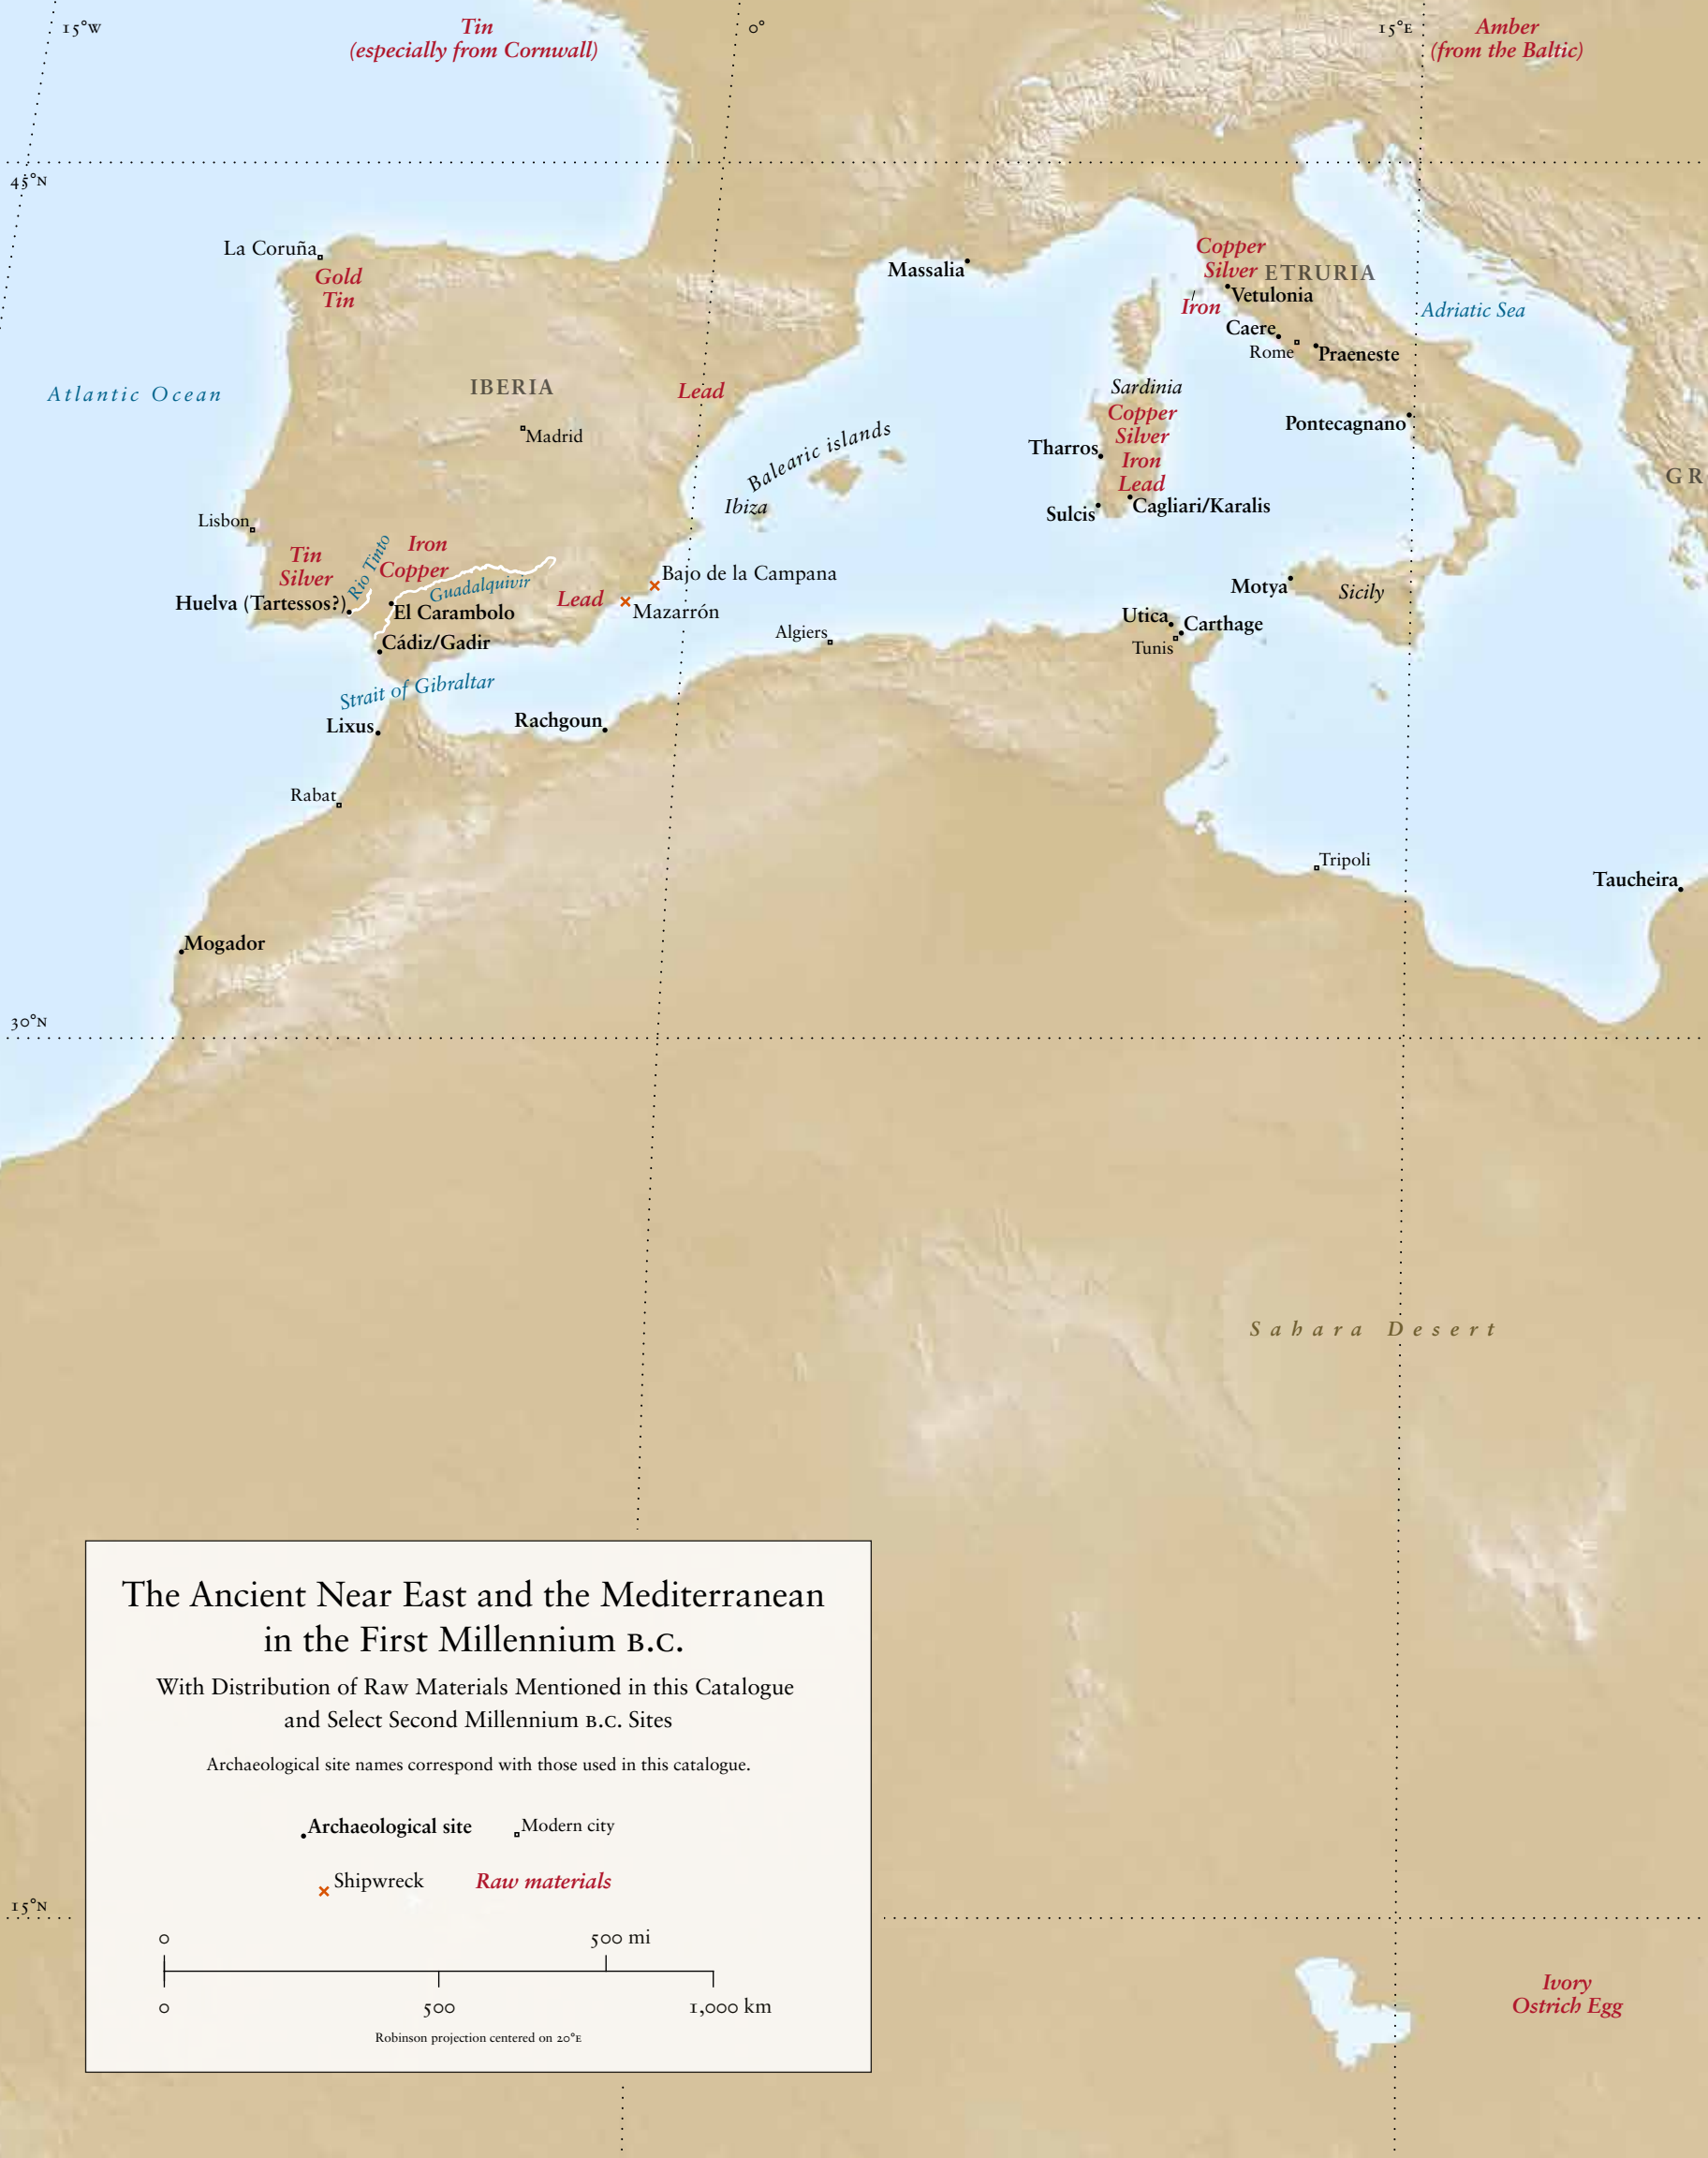 15°W
Tin
(especially from Cornwall)
0°
15°E
Amber
(from the Baltic)
45°N
La Coruña
Gold
Tin
Massalia
Copper
Silver
ETRURIA
Iron
Vetulonia
Adriatic Sea
Caere
Rome
Praeneste
Atlantic Ocean
IBERIA
Lead
Sardinia
Copper
Silver
Iron
Lead
Pontecagnano
Madrid
Balearic islands
Tharros
GR
Ibiza
Sulcis
Cagliari/Karalis
Lisbon
Tin
Silver
Rio Tinto
Iron
Copper
Guadalquivir
Bajo de la Campana
Motya
Sicily
Huelva (Tartessos?)
El Carambolo
Lead
Mazarrón
Utica
Carthage
Algiers
Tunis
Cádiz/Gadir
Strait of Gibraltar
Lixus
Rachgoun
Rabat
Tripoli
Taucheira
Mogador
30°N
Sahara Desert
The Ancient Near East and the Mediterranean
in the First Millennium B.C.
With Distribution of Raw Materials Mentioned in this Catalogue
and Select Second Millennium B.C. Sites
Archaeological site names correspond with those used in this catalogue.
Archaeological site
Modern city
Shipwreck
Raw materials
15°N
0 500 mi
0 500 1,000 km
Robinson projection centered on 20°E
Ivory
Ostrich Egg